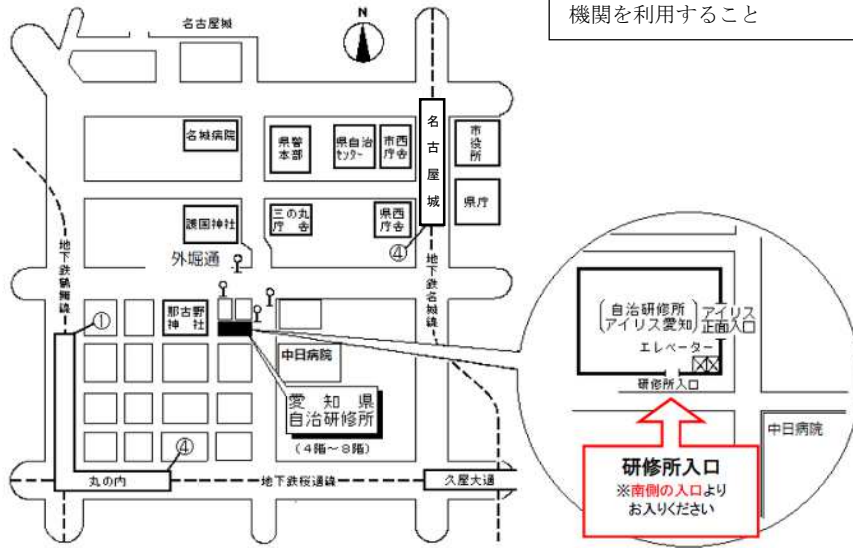 機関を利用すること
名古屋城
N
名城病院
県警
本部
県自治
センター
市西
庁舎
名古屋城
市役所
県庁
護国神社
三の丸
庁舎
県西
庁舎
④
外堀通
地下鉄鶴舞線
地下鉄名城線
①
那古野
神社
中日病院
愛知県
自治研修所
(4階~8階)
④
丸の内
地下鉄桜通線
久屋大通
自治研修所
アイリス愛知
アイリス
正面入口
エレベーター
研修所入口
中日病院
研修所入口
※南側の入口より
お入りください